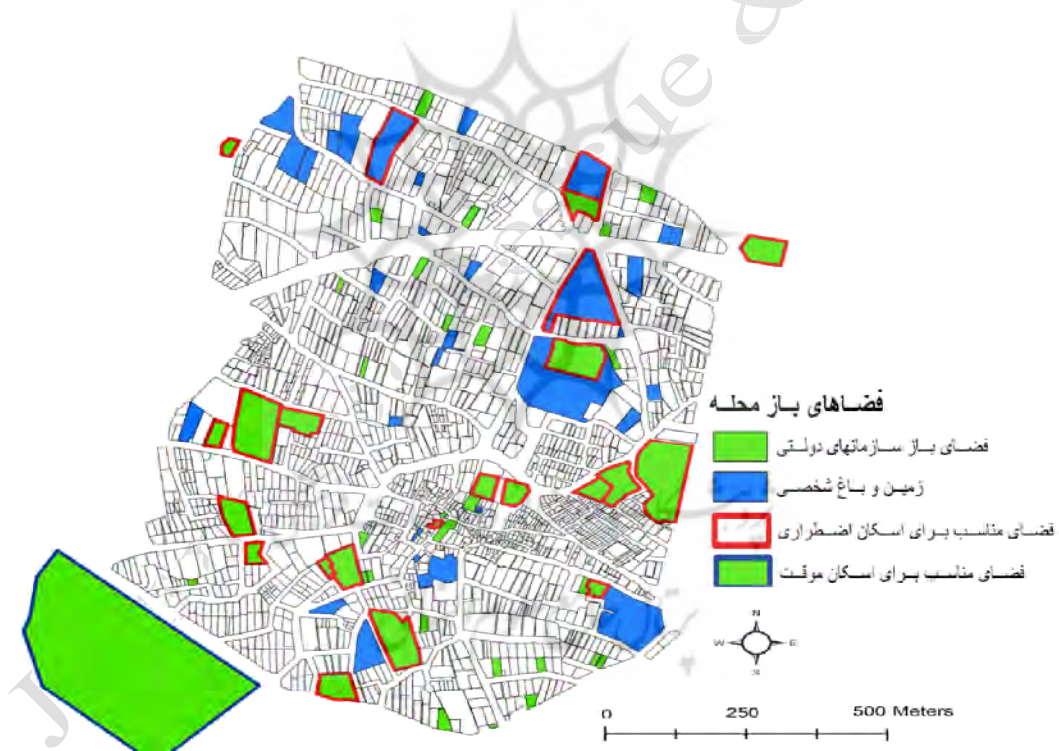 فضاهای باز محله
فضای باز سازمانهای دولتی
زمین و باغ شخصی
فضای مناسب برای اسکان اضطراری
فضای مناسب برای اسکان موقت
N
W E
S
0 250 500 Meters